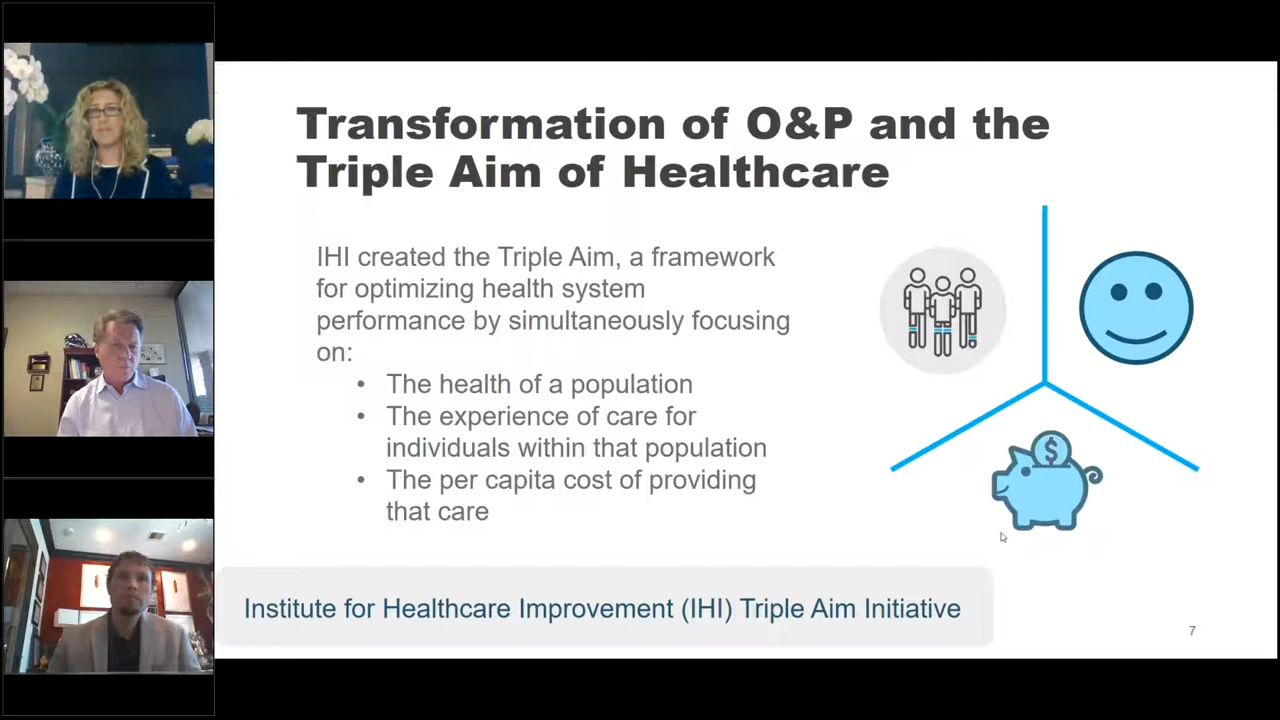 Transformation of O&P and the
Triple Aim of Healthcare
IHI created the Triple Aim, a framework
for optimizing health system
performance by simultaneously focusing
on:
• The health of a population
• The experience of care for
individuals within that population
• The per capita cost of providing
that care
$
Institute for Healthcare Improvement (IHI) Triple Aim Initiative
7